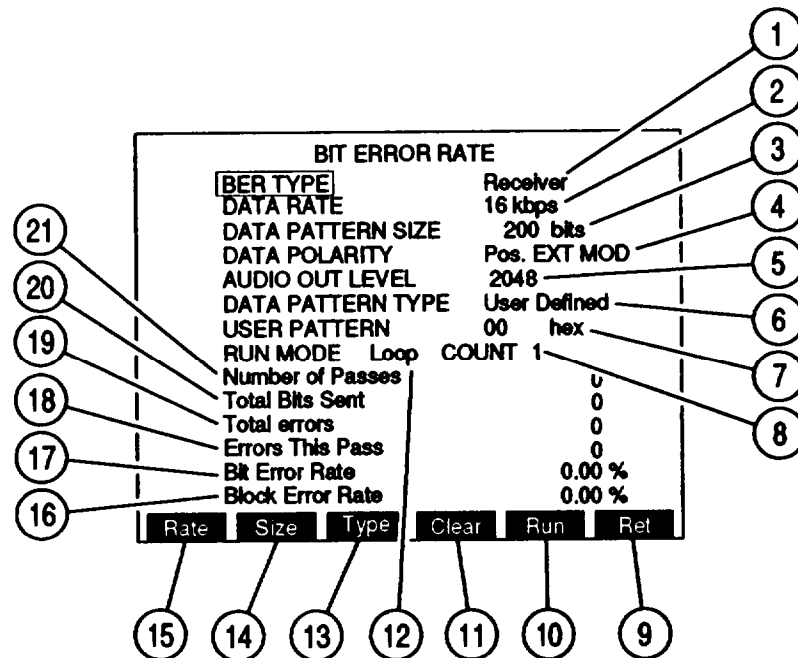 BIT ERROR RATE
BER TYPE Receiver
DATA RATE 16 kbps
DATA PATTERN SIZE 200 bits
DATA POLARITY Pos. EXT MOD
AUDIO OUT LEVEL 2048
DATA PATTERN TYPE User Defined
USER PATTERN 00 hex
RUN MODE Loop COUNT 1
Number of Passes 0
Total Bits Sent 0
Total errors 0
Errors This Pass 0
Bit Error Rate 0.00 %
Block Error Rate 0.00 %
Rate Size Type Clear Run Ret
1
2
3
4
5
6
7
8
9
10
11
12
13
14
15
16
17
18
19
20
21